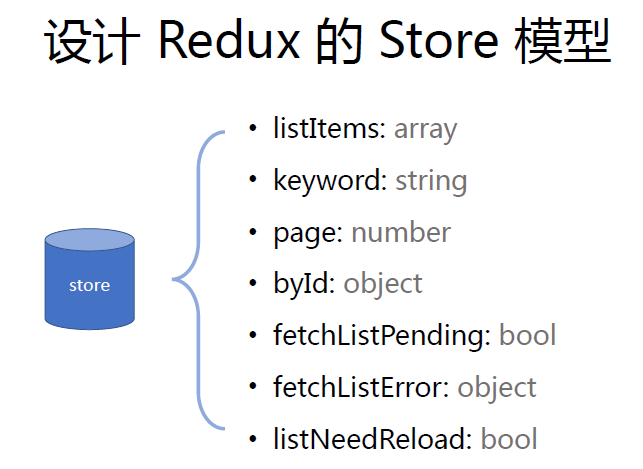 设计 Redux 的 Store 模型
store
• listItems: array
• keyword: string
• page: number
• byId: object
• fetchListPending: bool
• fetchListError: object
• listNeedReload: bool